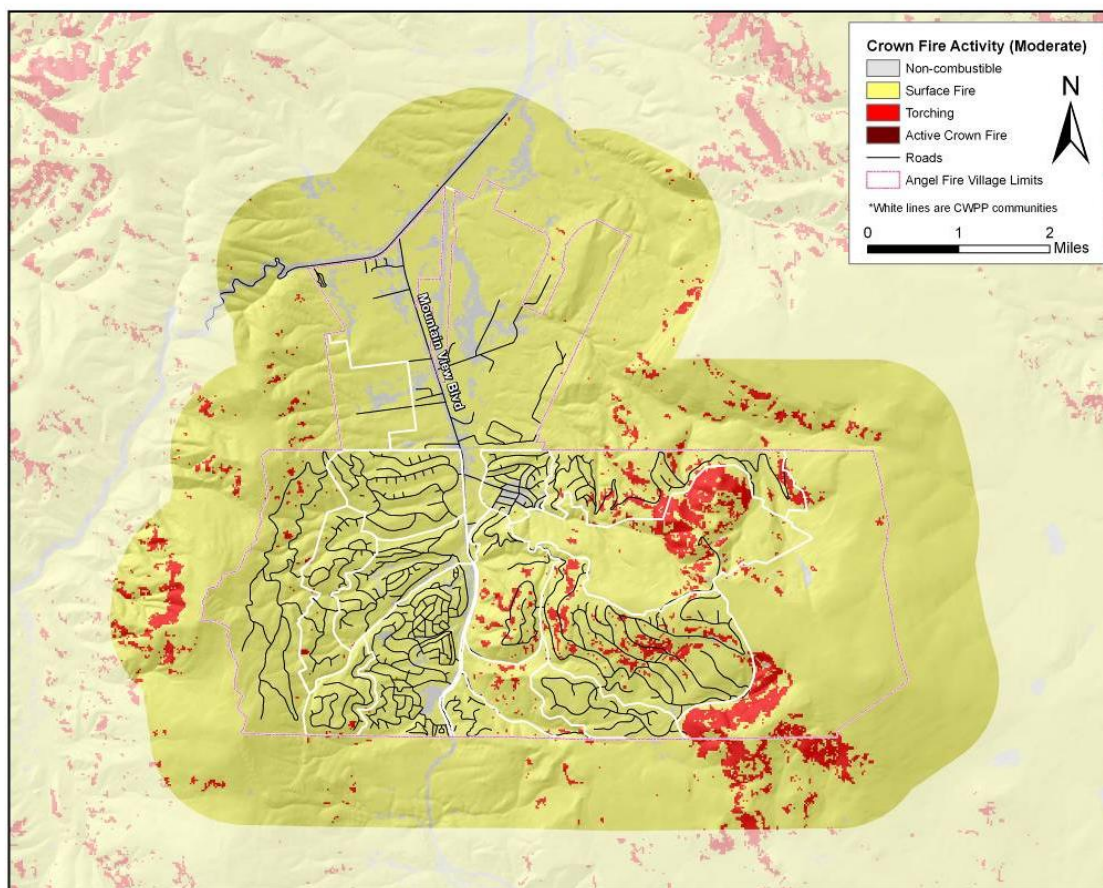 Crown Fire Activity (Moderate)
Non-combustible
Surface Fire
Torching
Active Crown Fire
Roads
Angel Fire Village Limits
*White lines are CWPP communities
0 1 2
Miles
N
Mountain View Blvd